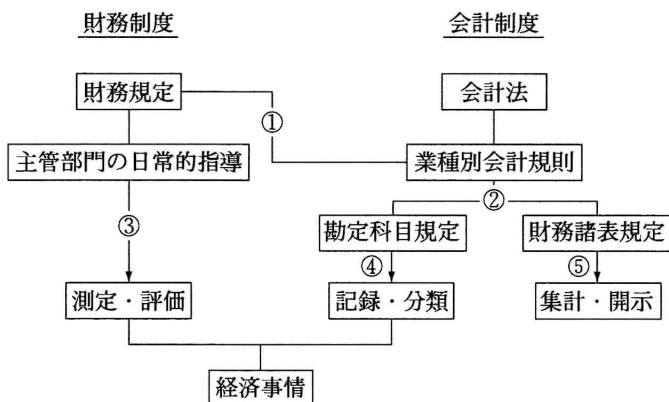 財務制度
会計制度
財務規定
会計法
①
主管部門の日常的指導
業種別会計規則
②
③
勘定科目規定
財務諸表規定
④
⑤
測定・評価
記録・分類
集計・開示
経済事情